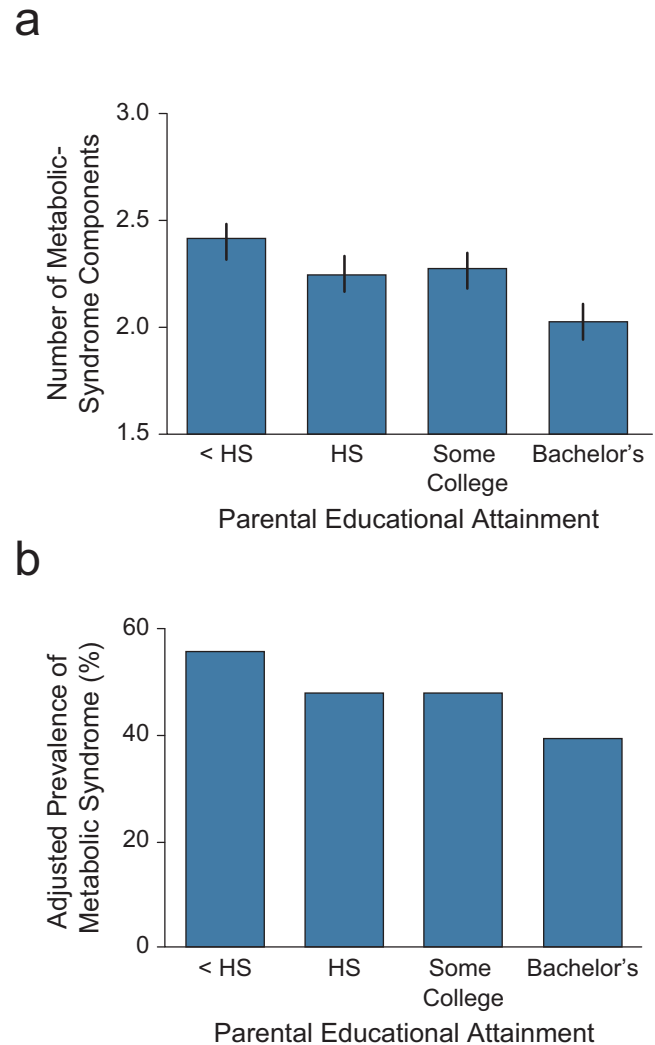 a
Number of Metabolic-
Syndrome Components
3.0
2.5
2.0
1.5
< HS
HS
Some
College
Bachelor's
Parental Educational Attainment
b
Adjusted Prevalence of
Metabolic Syndrome (%)
60
40
20
0
< HS
HS
Some
College
Bachelor's
Parental Educational Attainment